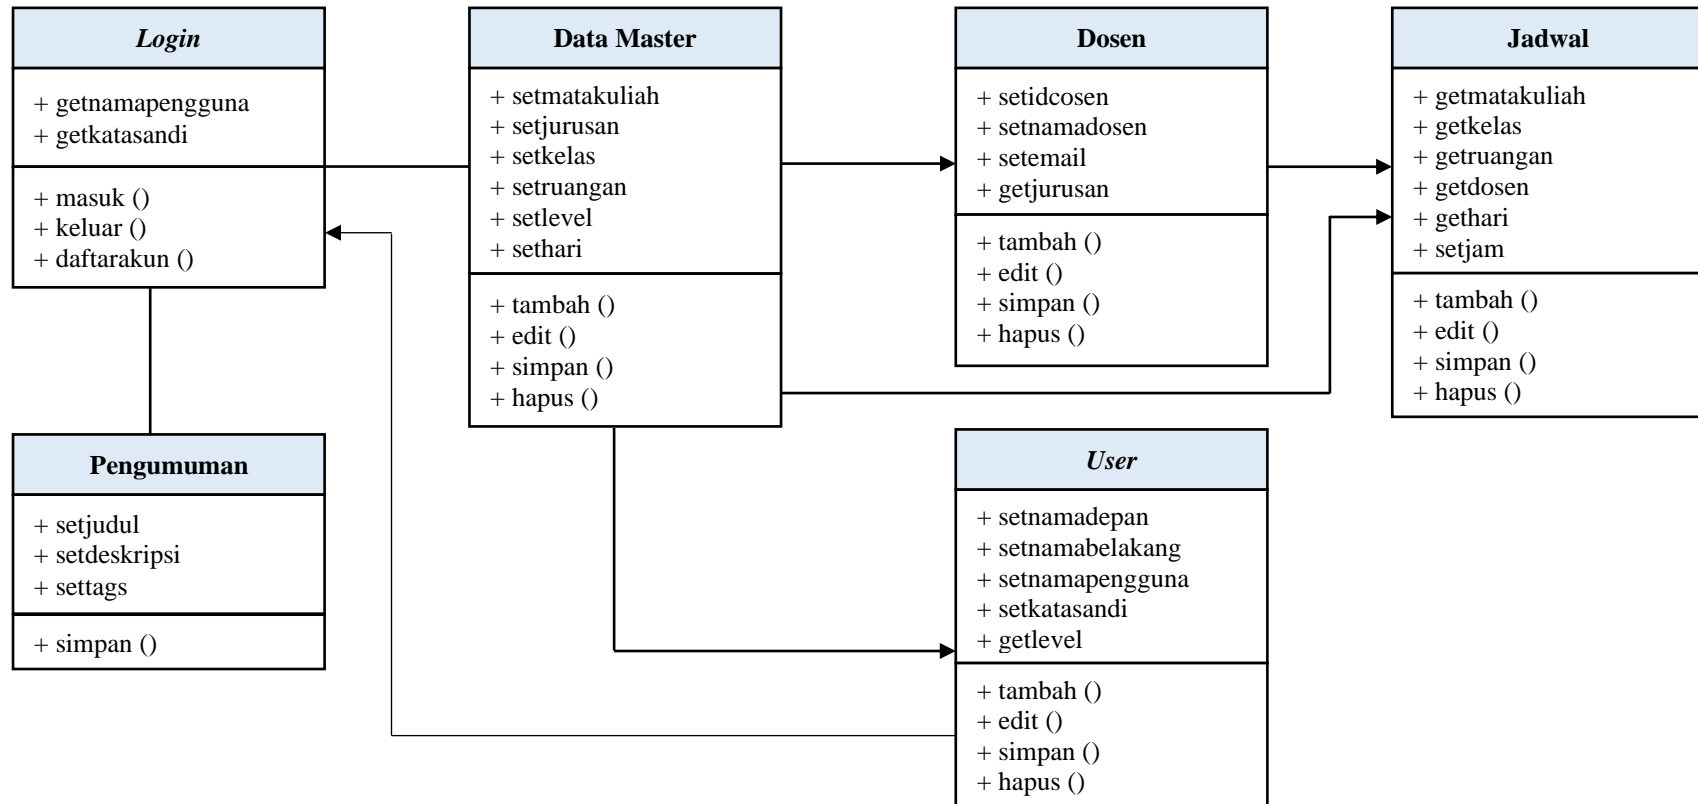 Login
+ getnamapengguna
+ getkatasandi
+ masuk ()
+ keluar ()
+ daftarakun ()
Data Master
+ setmatakuliah
+ setjurusan
+ setkelas
+ setruangan
+ setlevel
+ sethari
+ tambah ()
+ edit ()
+ simpan ()
+ hapus ()
Dosen
+ setidcosen
+ setnamadosen
+ setemail
+ getjurusan
+ tambah ()
+ edit ()
+ simpan ()
+ hapus ()
Jadwal
+ getmatakuliah
+ getkelas
+ getruangan
+ getdosen
+ gethari
+ setjam
+ tambah ()
+ edit ()
+ simpan ()
+ hapus ()
Pengumuman
+ setjudul
+ setdeskripsi
+ settags
+ simpan ()
User
+ setnamadepan
+ setnamabelakang
+ setnamapengguna
+ setkatasandi
+ getlevel
+ tambah ()
+ edit ()
+ simpan ()
+ hapus ()